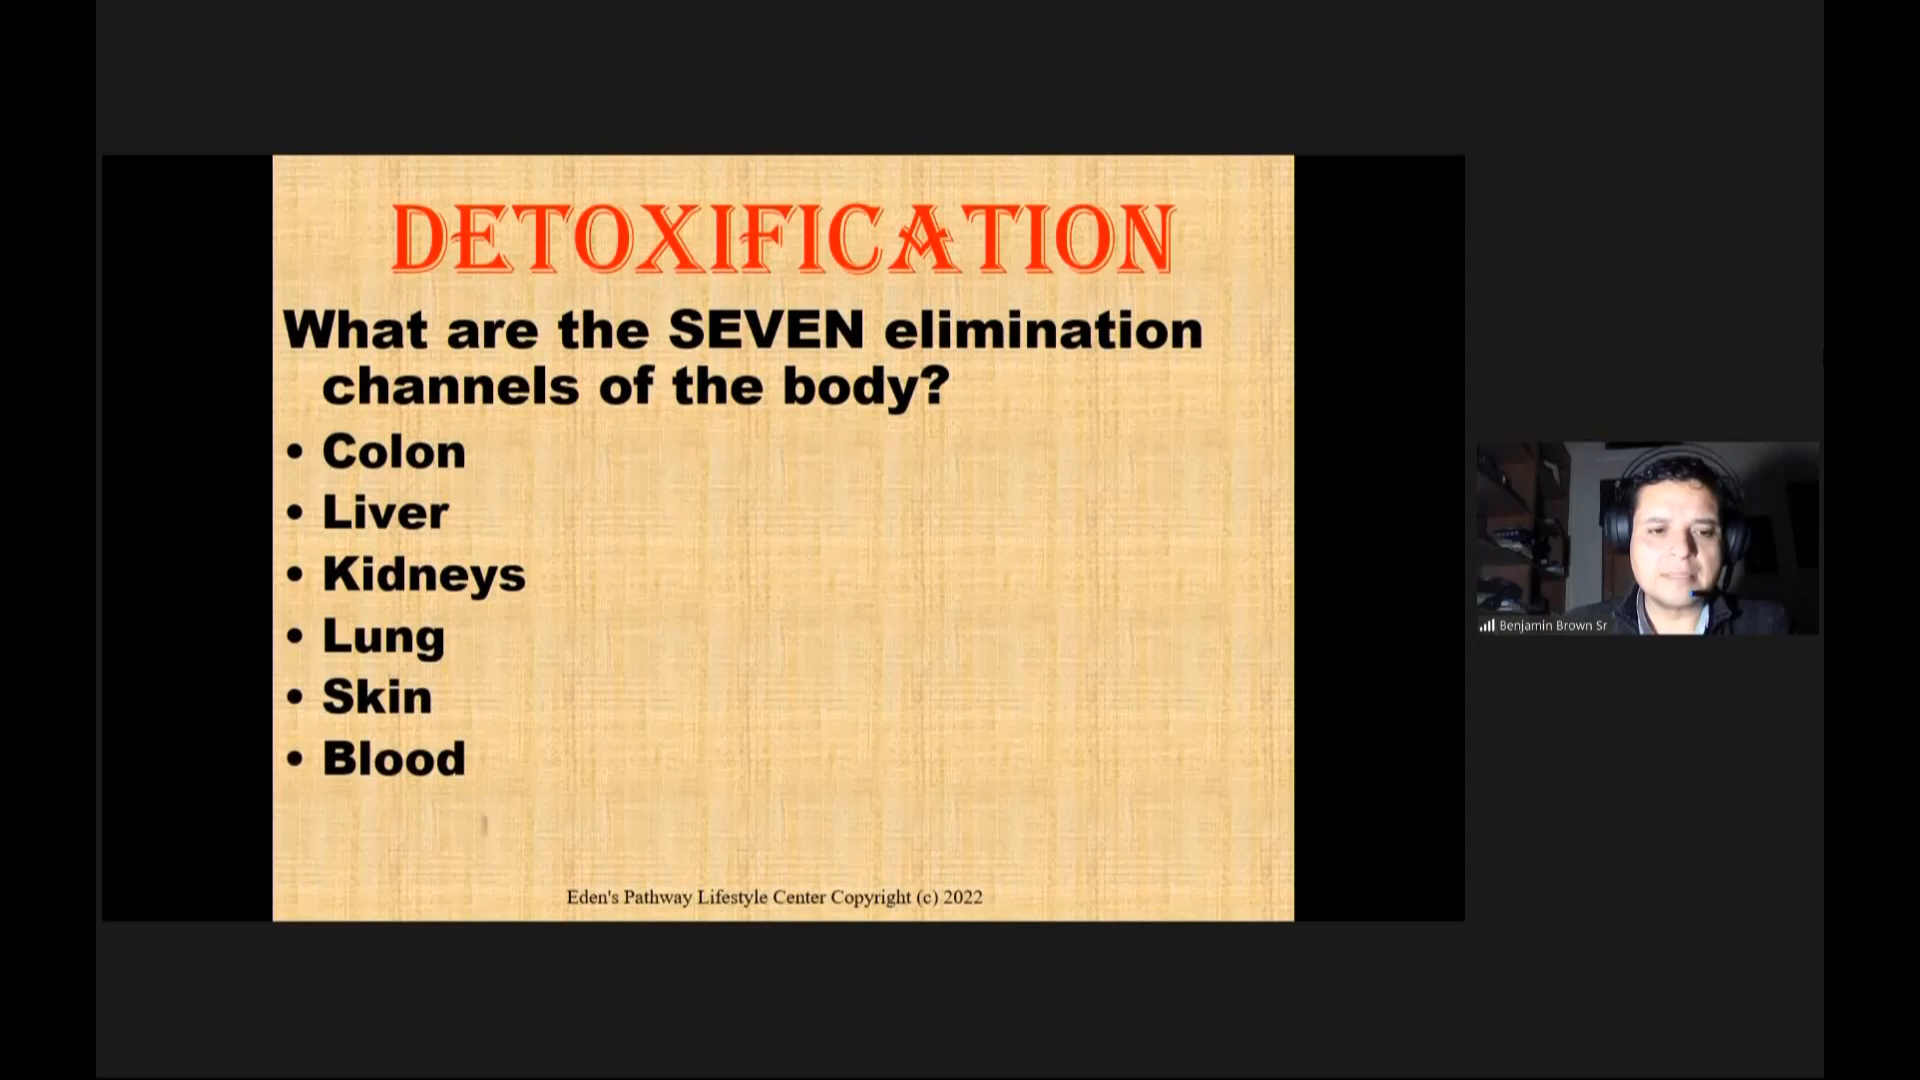 DETOXIFICATION
What are the SEVEN elimination
channels of the body?
• Colon
• Liver
• Kidneys
• Lung
• Skin
• Blood
Eden's Pathway Lifestyle Center Copyright (c) 2022
Benjamin Brown Sr